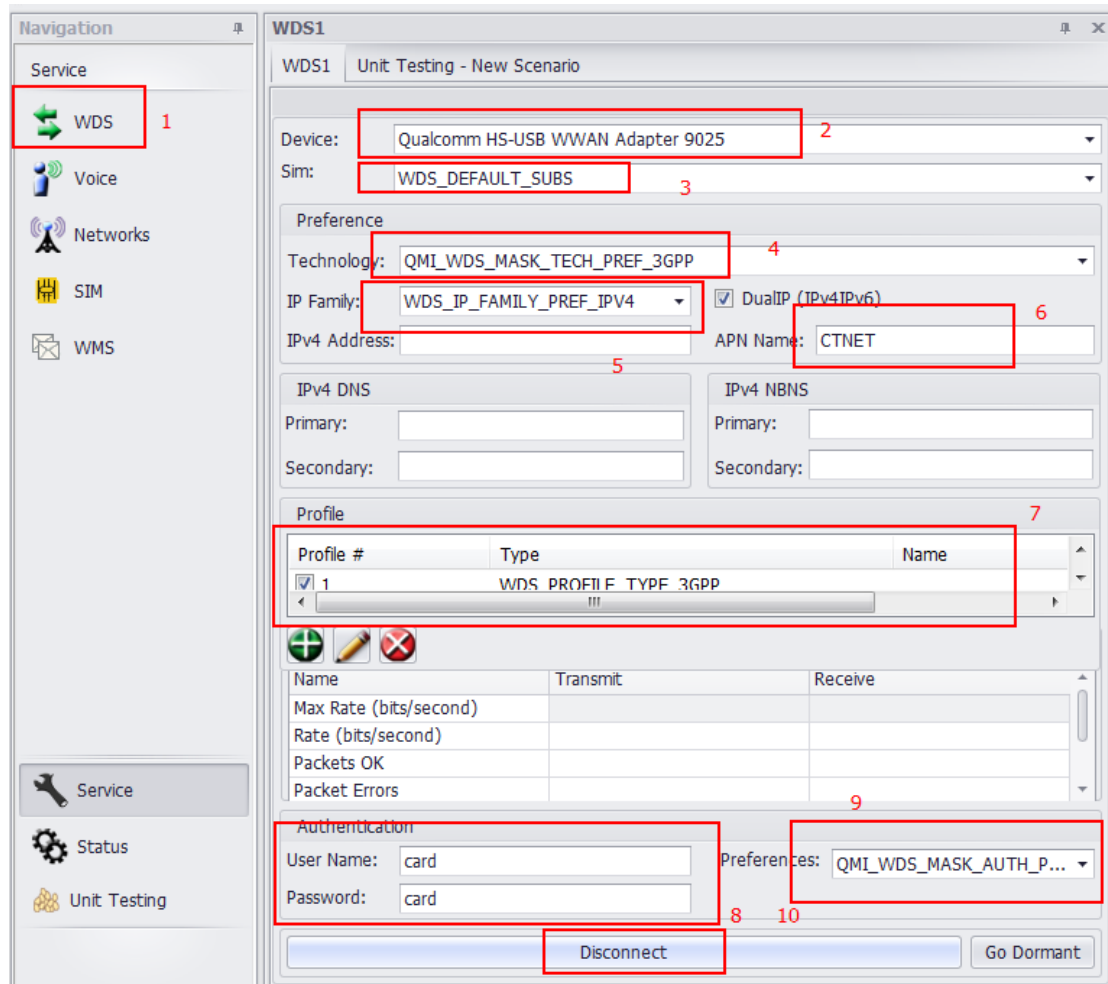 Navigation
Service
WDS 1
Voice
Networks
SIM
WMS
Service
Status
Unit Testing
WDS1
WDS1 Unit Testing - New Scenario
Device: Qualcomm HS-USB WWAN Adapter 9025 2
Sim: WDS_DEFAULT_SUBS 3
Preference
Technology: QMI_WDS_MASK_TECH_PREF_3GPP 4
IP Family: WDS_IP_FAMILY_PREF_IPV4 DualIP (IPv4IPv6) 6
IPv4 Address: APN Name: CTNET
5
IPv4 DNS IPv4 NBNS
Primary: Primary:
Secondary: Secondary:
Profile 7
Profile # Type Name
1 WDS_PROFILE_TYPE_3GPP
Name Transmit Receive
Max Rate (bits/second)
Rate (bits/second)
Packets OK
Packet Errors
9
Authentication
User Name: card Preferences: QMI_WDS_MASK_AUTH_P...
Password: card
8 10
Disconnect Go Dormant